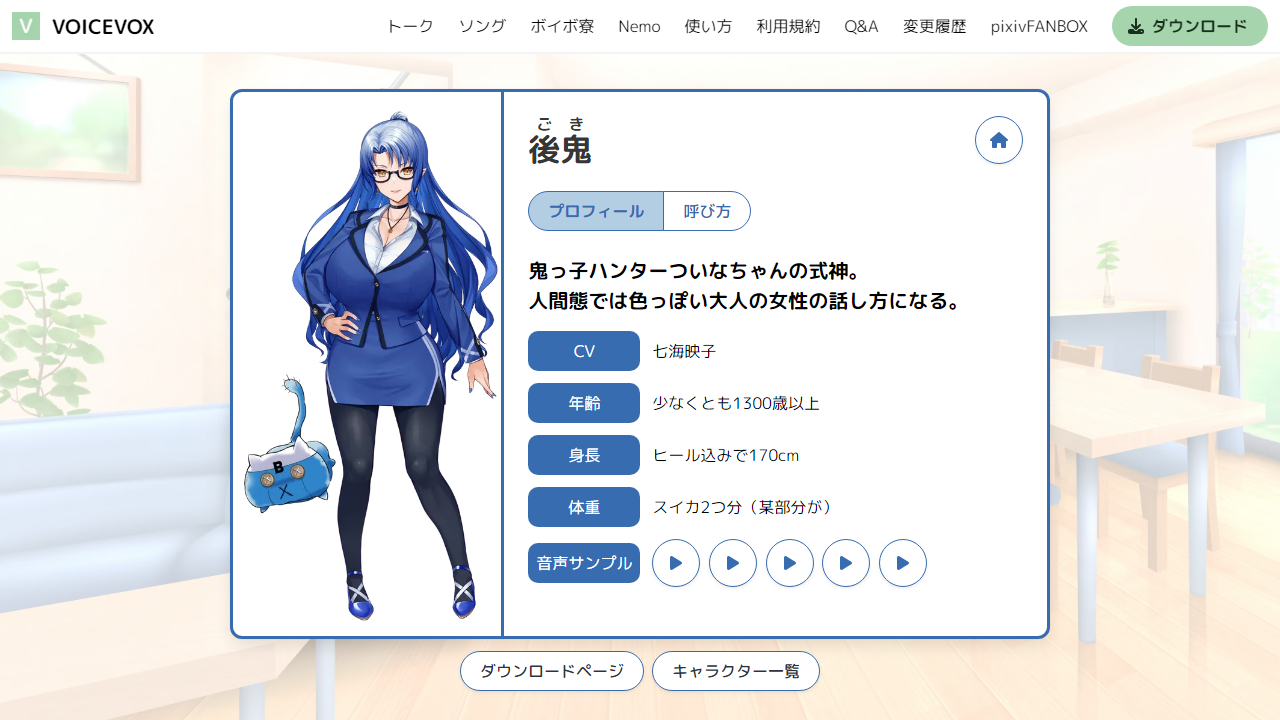 V VOICEVOX トーク ソング ボイボ寮 Nemo 使い方 利用規約 Q&A 変更履歴 pixivFANBOX ダウンロード
ごき
後鬼
プロフィール 呼び方
鬼っ子ハンターついなちゃんの式神。
人間態では色っぽい大人の女性の話し方になる。
CV 七海映子
年齢 少なくとも1300歳以上
身長 ヒール込みで170cm
体重 スイカ2つ分（某部分が）
音声サンプル
B
ダウンロードページ キャラクター一覧